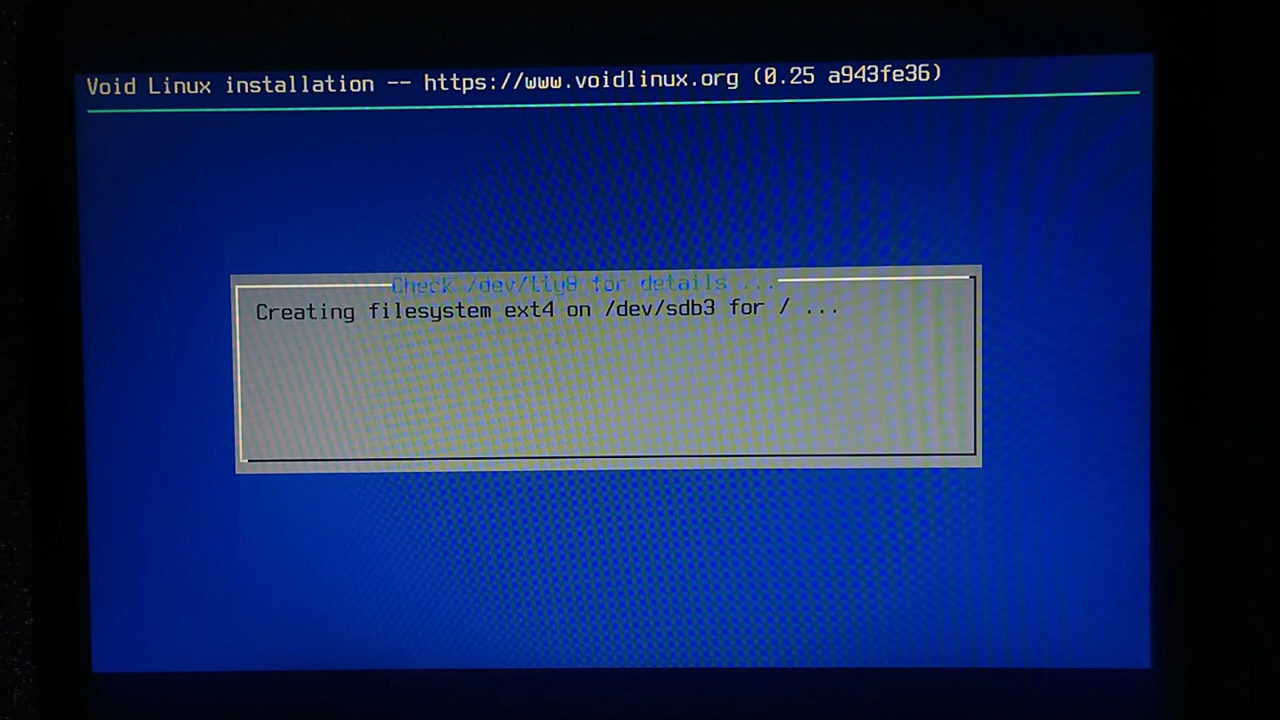 Void Linux installation -- https://www.voidlinux.org (0.25 a943fe36)
Check /dev/tty8 for details ...
Creating filesystem ext4 on /dev/sdb3 for / ...